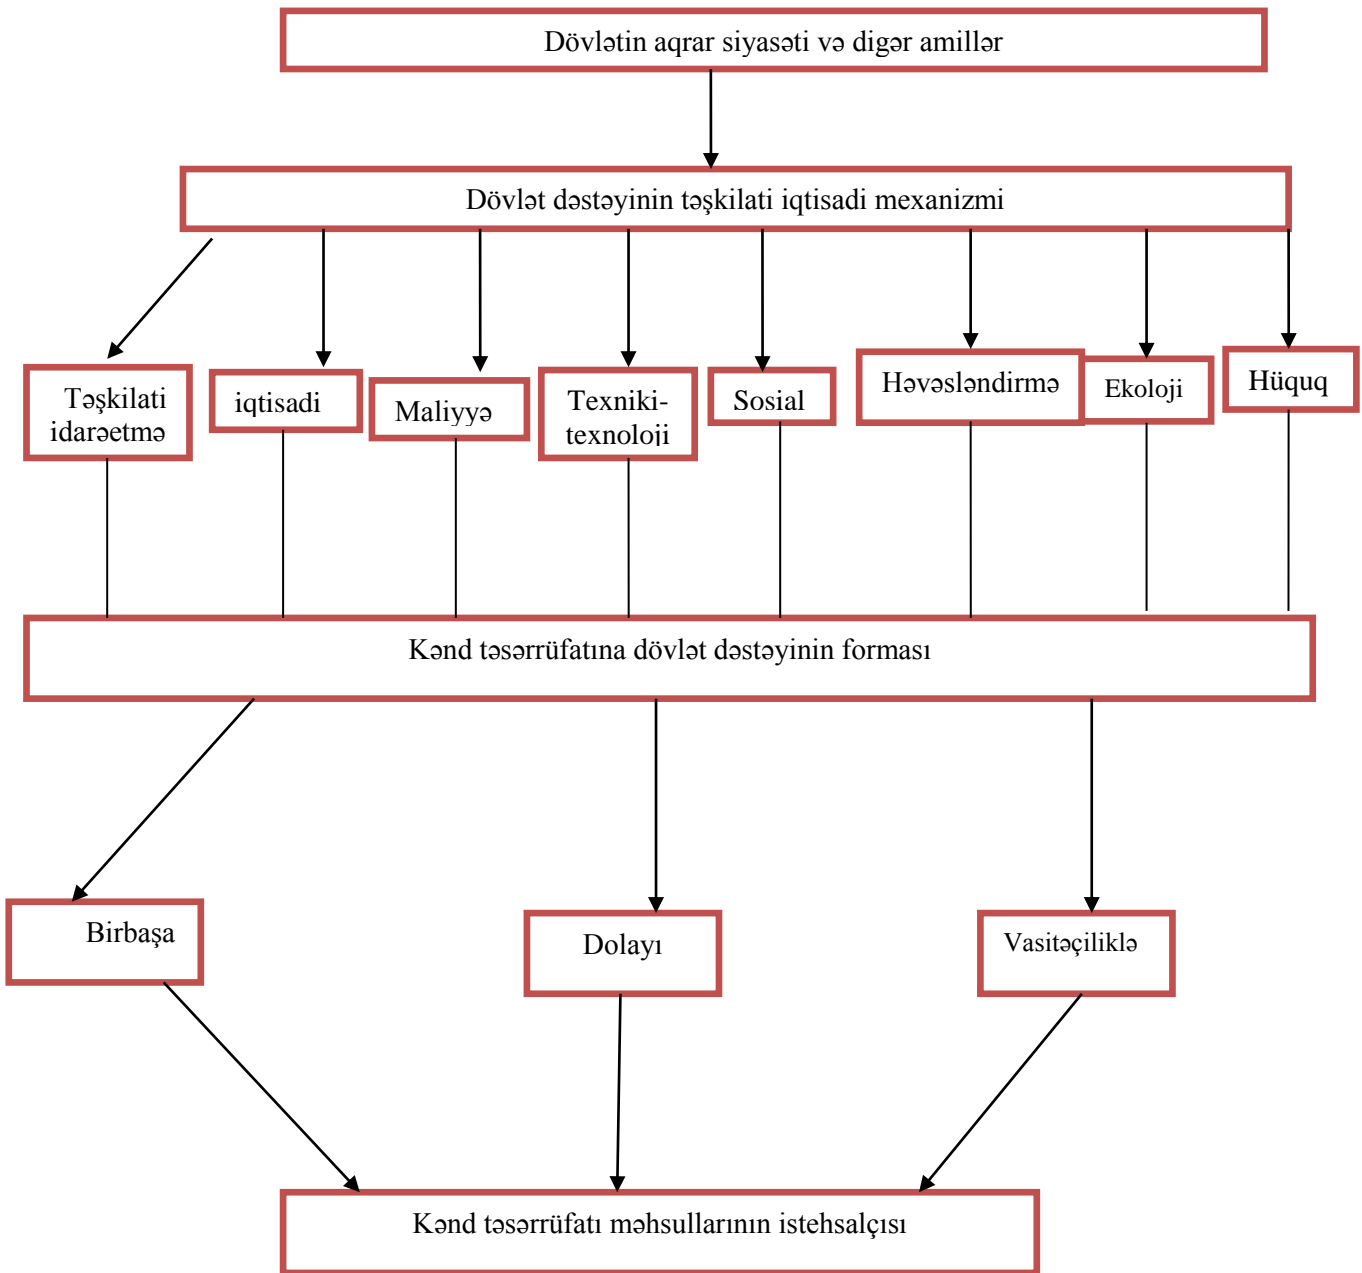 Dövlətin aqrar siyasəti və digər amillər
Dövlət dəstəyinin təşkilati iqtisadi mexanizmi
Təşkilati
idarəetmə
iqtisadi
Maliyyə
Texniki-
texnoloji
Sosial
Həvəsləndirmə
Ekoloji
Hüquq
Kənd təsərrüfatına dövlət dəstəyinin forması
Birbaşa
Dolayı
Vasitəçiliklə
Kənd təsərrüfatı məhsullarının istehsalçısı